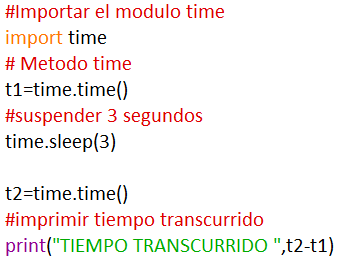 #Importar el modulo time
import time
# Metodo time
t1=time.time()
#suspender 3 segundos
time.sleep(3)
t2=time.time()
#imprimir tiempo transcurrido
print("TIEMPO TRANSCURRIDO ",t2-t1)